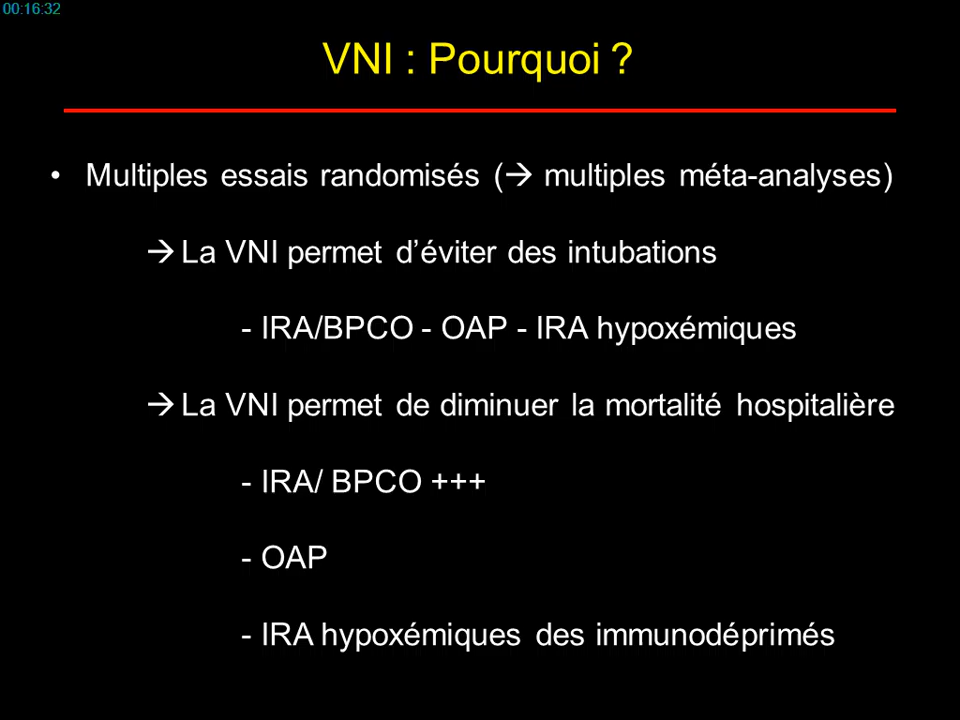 00:16:32
VNI : Pourquoi ?
• Multiples essais randomisés (→ multiples méta-analyses)
→ La VNI permet d’éviter des intubations
- IRA/BPCO - OAP - IRA hypoxémiques
→ La VNI permet de diminuer la mortalité hospitalière
- IRA/ BPCO +++
- OAP
- IRA hypoxémiques des immunodéprimés